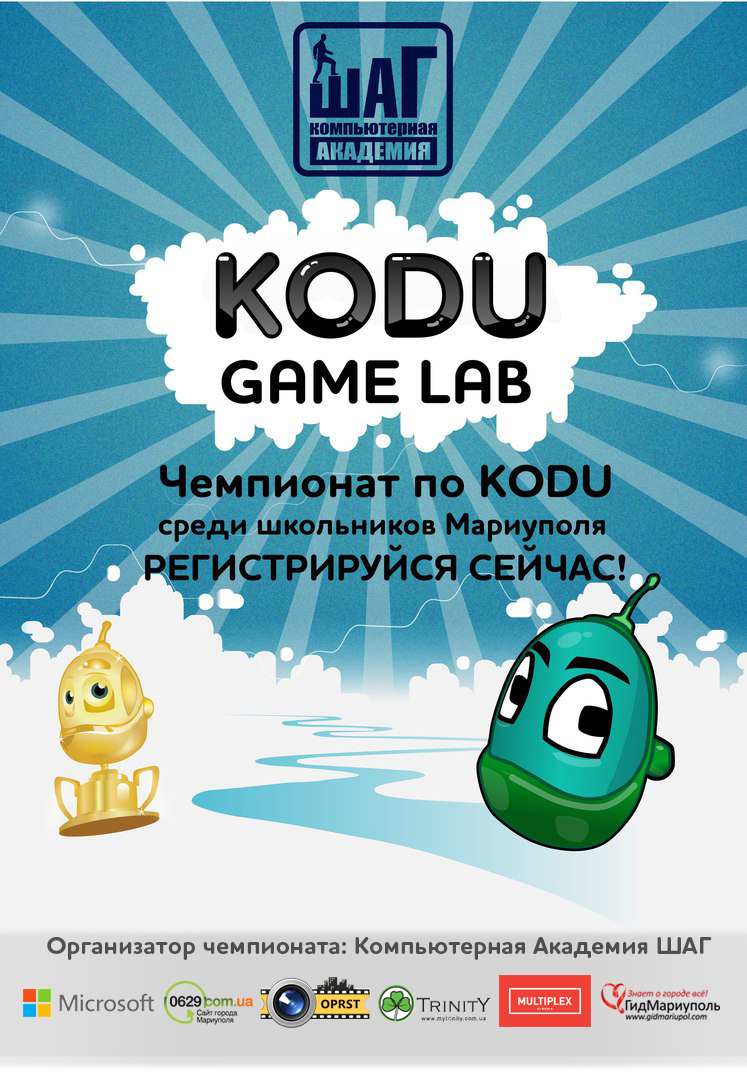 ШАГ
КОМПЬЮТЕРНАЯ
АКАДЕМИЯ
KODU
GAME LAB
Чемпионат по KODU
среди школьников Мариуполя
РЕГИСТРИРУЙСЯ СЕЙЧАС!
Организатор чемпионата: Компьютерная Академия ШАГ
Microsoft
0629.com.ua
Сайт города
Мариуполь
OPRST
TRINITY
www.mytrinity.com.ua
MULTIPLEX
CINEMA
Знает о городе всё!
ГидМариуполь
www.gidmariupol.com